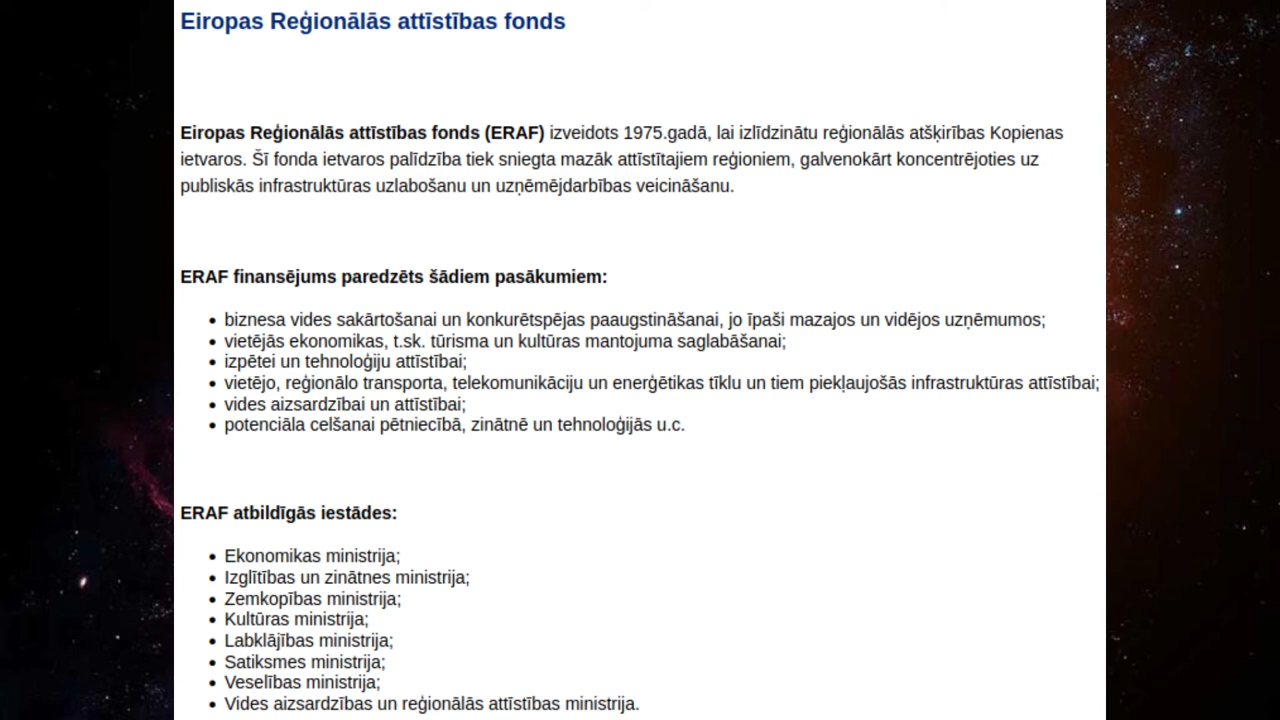 Eiropas Reģionālās attīstības fonds
Eiropas Reģionālās attīstības fonds (ERAF) izveidots 1975.gadā, lai izlīdzinātu reģionālās atšķirības Kopienas
ietvaros. Šī fonda ietvaros palīdzība tiek sniegta mazāk attīstītajiem reģioniem, galvenokārt koncentrējoties uz
publiskās infrastruktūras uzlabošanu un uzņēmējdarbības veicināšanu.
ERAF finansējums paredzēts šādiem pasākumiem:
• biznesa vides sakārtošanai un konkurētspējas paaugstināšanai, jo īpaši mazajos un vidējos uzņēmumos;
• vietējās ekonomikas, t.sk. tūrisma un kultūras mantojuma saglabāšanai;
• izpētei un tehnoloģiju attīstībai;
• vietējo, reģionālo transporta, telekomunikāciju un enerģētikas tīklu un tiem piekļaujošās infrastruktūras attīstībai;
• vides aizsardzībai un attīstībai;
• potenciāla celšanai pētniecībā, zinātnē un tehnoloģijās u.c.
ERAF atbildīgās iestādes:
• Ekonomikas ministrija;
• Izglītības un zinātnes ministrija;
• Zemkopības ministrija;
• Kultūras ministrija;
• Labklājības ministrija;
• Satiksmes ministrija;
• Veselības ministrija;
• Vides aizsardzības un reģionālās attīstības ministrija.